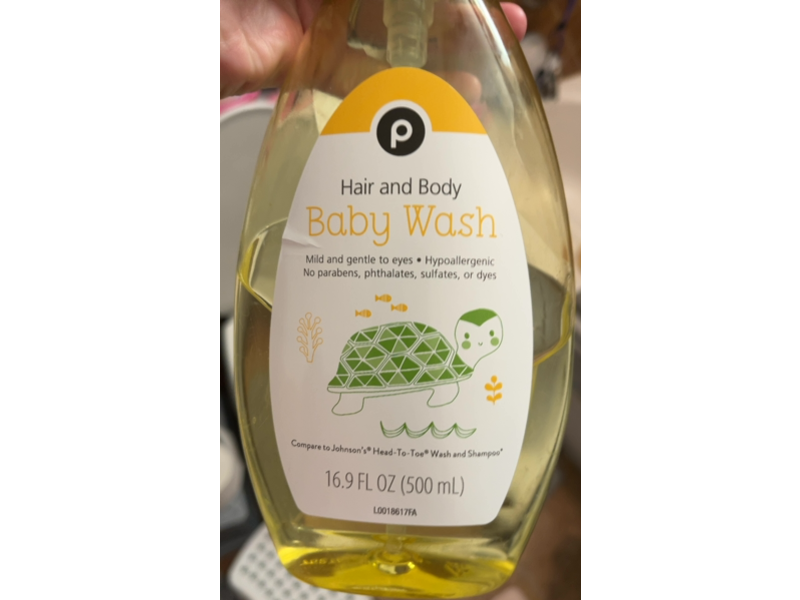 p
Hair and Body
Baby Wash
Mild and gentle to eyes • Hypoallergenic
No parabens, phthalates, sulfates, or dyes
Compare to Johnson's® Head-To-Toe® Wash and Shampoo*
16.9 FL OZ (500 mL)
L0018617FA